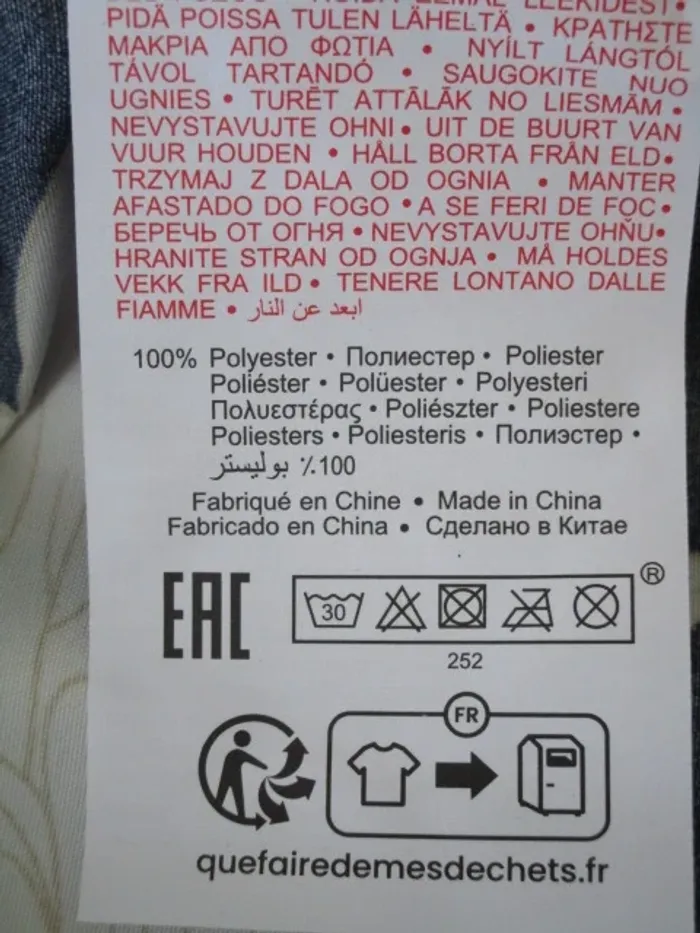 PIDÄ POISSA TULEN LÄHELTÄ • ΚΡΑΤΗΣΤΕ
ΜΑΚΡΙΑ ΑΠΟ ΦΩΤΙΑ • NYÍLT LÁNGTÓL
TÁVOL TARTANDÓ • SAUGOKITE NUO
UGNIES • TURĒT ATTĀLĀK NO LIESMĀM •
NEVYSTAVUJTE OHNI • UIT DE BUURT VAN
VUUR HOUDEN • HÅLL BORTA FRÅN ELD•
TRZYMAJ Z DALA OD OGNIA • MANTER
AFASTADO DO FOGO • A SE FERI DE FOC•
БЕРЕЧЬ ОТ ОГНЯ • NEVYSTAVUJTE OHŇU•
HRANITE STRAN OD OGNJA • MÅ HOLDES
VEKK FRA ILD • TENERE LONTANO DALLE
FIAMME • ابعد عن النار
100% Polyester • Полиестер • Poliester
Poliéster • Polüester • Polyesteri
Πολυεστέρας • Poliészter • Poliestere
Poliesters • Poliesteris • Полиэстер •
100٪ بوليستر
Fabriqué en Chine • Made in China
Fabricado en China • Сделано в Китае
EAC
30
®
252
FR
quefairedemesdechets.fr